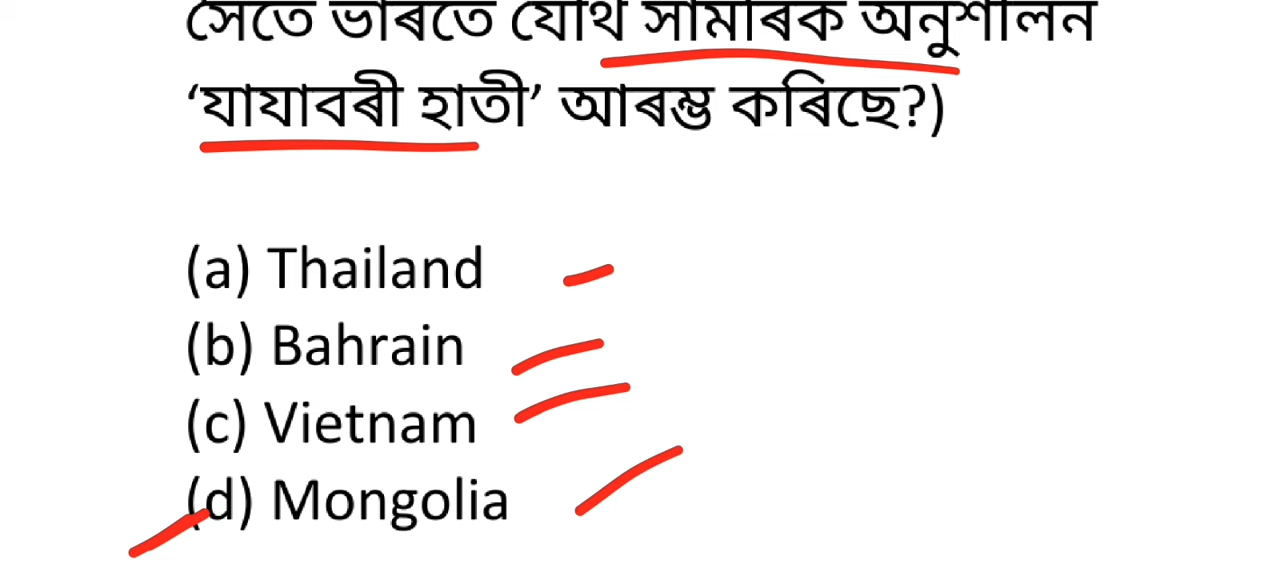 সৈতে ভাৰতে যৌথ সামৰিক অনুশীলন
‘যাযাবৰী হাতী’ আৰম্ভ কৰিছে?)
(a) Thailand
(b) Bahrain
(c) Vietnam
(d) Mongolia